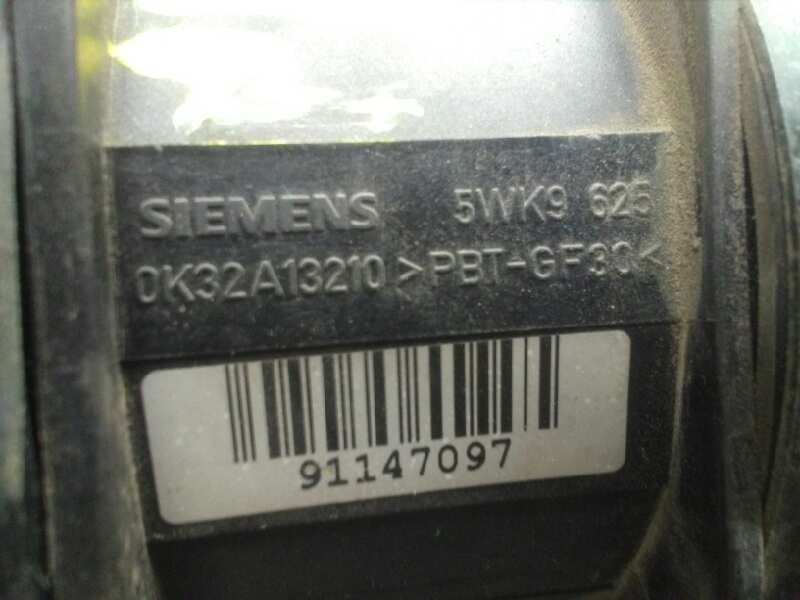 SIEMENS 5WK9 625
0K32A13210 >PBT-GF30<
91147097